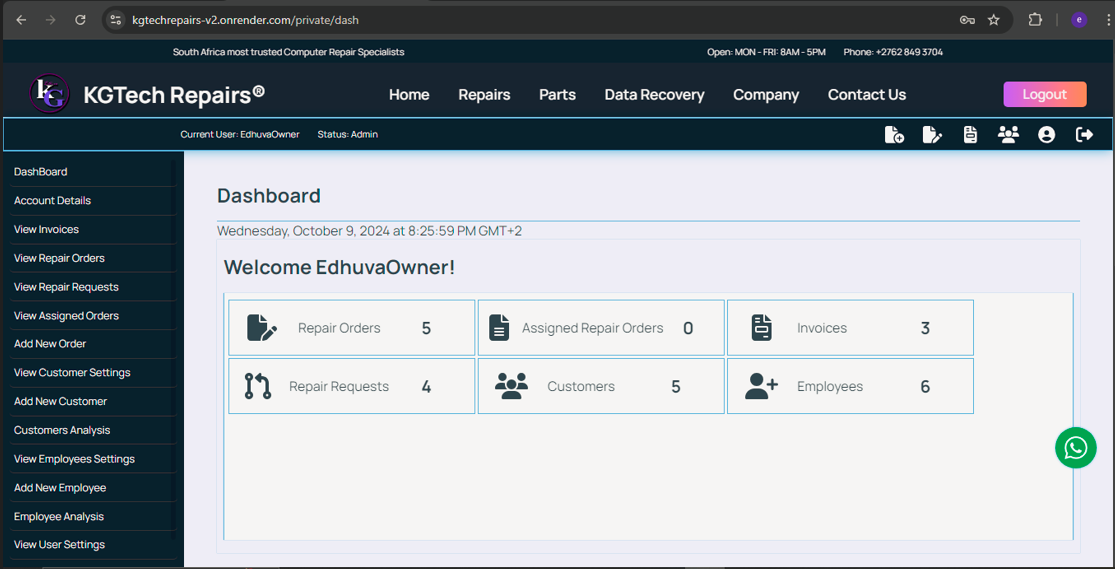 kgtechrepairs-v2.onrender.com/private/dash
e
South Africa most trusted Computer Repair Specialists
Open: MON - FRI: 8AM - 5PM Phone: +2762 849 3704
KG
KGTech Repairs®
Home Repairs Parts Data Recovery Company Contact Us
Logout
Current User: EdhuvaOwner Status: Admin
DashBoard
Account Details
View Invoices
View Repair Orders
View Repair Requests
View Assigned Orders
Add New Order
View Customer Settings
Add New Customer
Customers Analysis
View Employees Settings
Add New Employee
Employee Analysis
View User Settings
Dashboard
Wednesday, October 9, 2024 at 8:25:59 PM GMT+2
Welcome EdhuvaOwner!
Repair Orders 5
Assigned Repair Orders 0
Invoices 3
Repair Requests 4
Customers 5
Employees 6